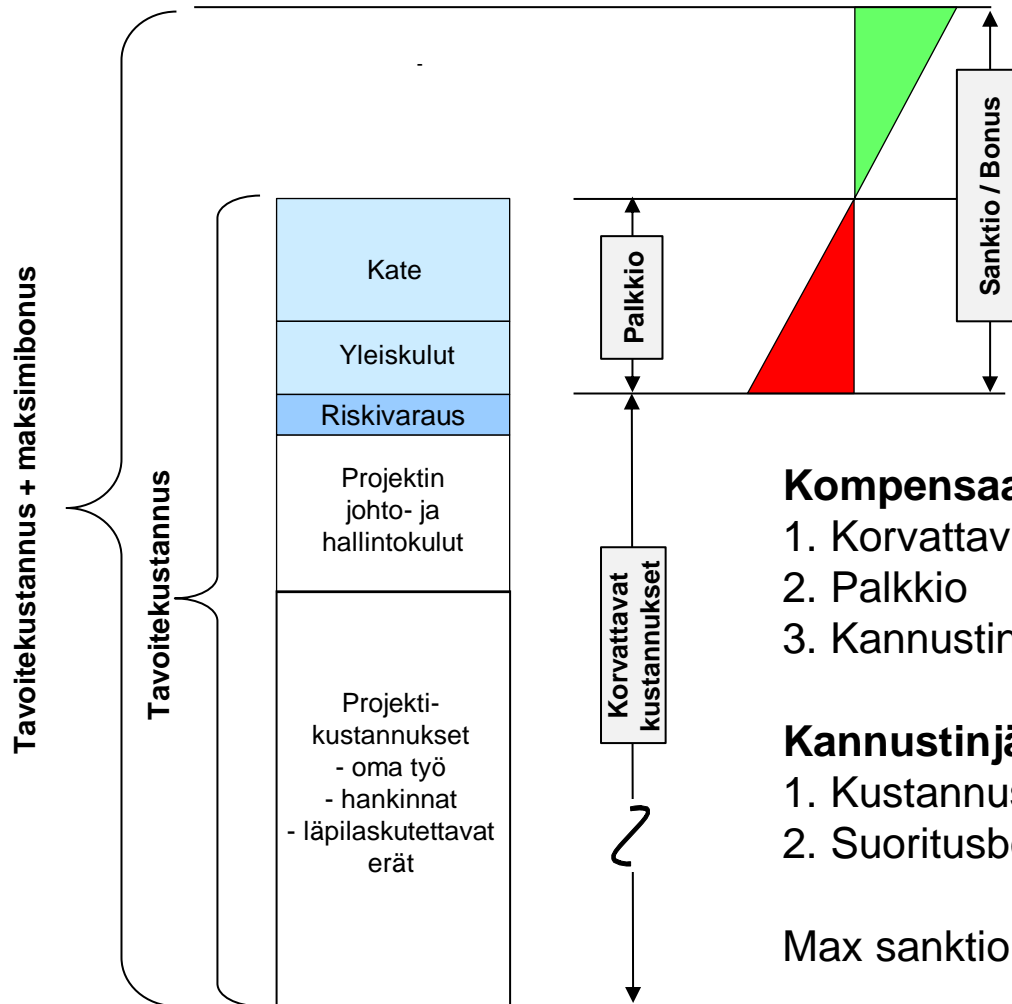 Tavoitekustannus + maksimibonus
Tavoitekustannus
-
Kate
Yleiskulut
Riskivaraus
Projektin
johto- ja
hallintokulut
Projekti-
kustannukset
- oma työ
- hankinnat
- läpilaskutettavat
erät
Palkkio
Korvattavat
kustannukset
Sanktio / Bonus
Kompensaa
1. Korvattav
2. Palkkio
3. Kannustin
Kannustinjä
1. Kustannus
2. Suoritusbo
Max sanktio